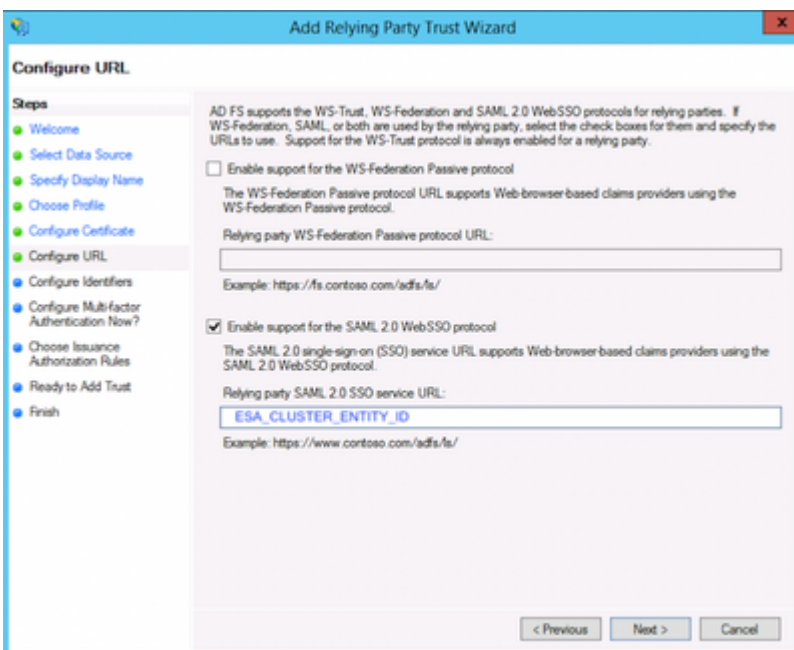 Add Relying Party Trust Wizard
X
Configure URL
Steps
Welcome
Select Data Source
Specify Display Name
Choose Profile
Configure Certificate
Configure URL
Configure Identifiers
Configure Multi-factor
Authentication Now?
Choose Issuance
Authorization Rules
Ready to Add Trust
Finish
AD FS supports the WS-Trust, WS-Federation and SAML 2.0 WebSSO protocols for relying parties. If
WS-Federation, SAML, or both are used by the relying party, select the check boxes for them and specify the
URLs to use. Support for the WS-Trust protocol is always enabled for a relying party.
Enable support for the WS-Federation Passive protocol
The WS-Federation Passive protocol URL supports Web-browser-based claims providers using the
WS-Federation Passive protocol.
Relying party WS-Federation Passive protocol URL:
Example: https://fs.contoso.com/adfs/ls/
Enable support for the SAML 2.0 WebSSO protocol
The SAML 2.0 single-sign-on (SSO) service URL supports Web-browser-based claims providers using the
SAML 2.0 WebSSO protocol.
Relying party SAML 2.0 SSO service URL:
ESA_CLUSTER_ENTITY_ID
Example: https://www.contoso.com/adfs/ls/
< Previous
Next >
Cancel